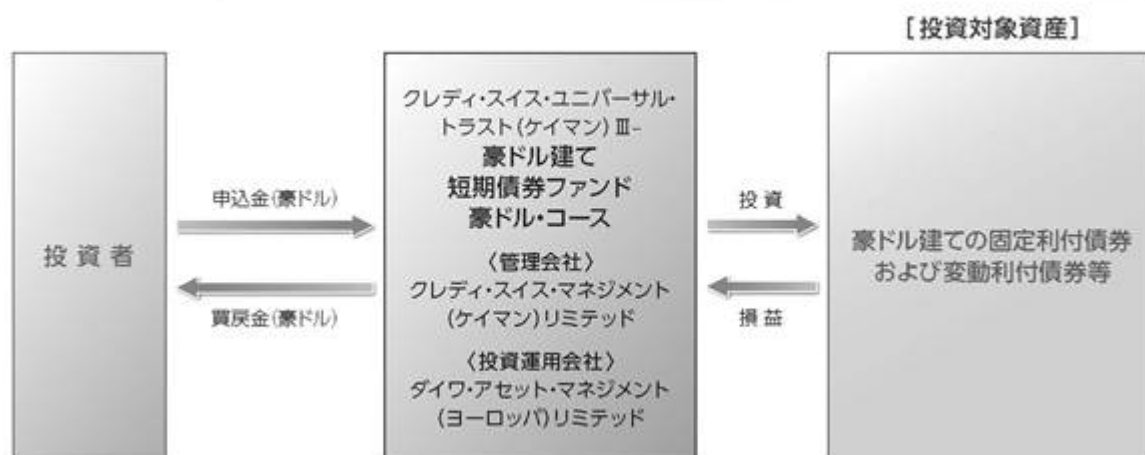 [投資対象資産]
投資者
申込金(豪ドル)
買戻金(豪ドル)
クレディ・スイス・ユニバーサル・
トラスト(ケイマン)Ⅲ-
豪ドル建て
短期債券ファンド
豪ドル・コース
〈管理会社〉
クレディ・スイス・マネジメント
(ケイマン)リミテッド
〈投資運用会社〉
ダイワ・アセット・マネジメント
(ヨーロッパ)リミテッド
投資
損益
豪ドル建ての固定利付債券
および変動利付債券等